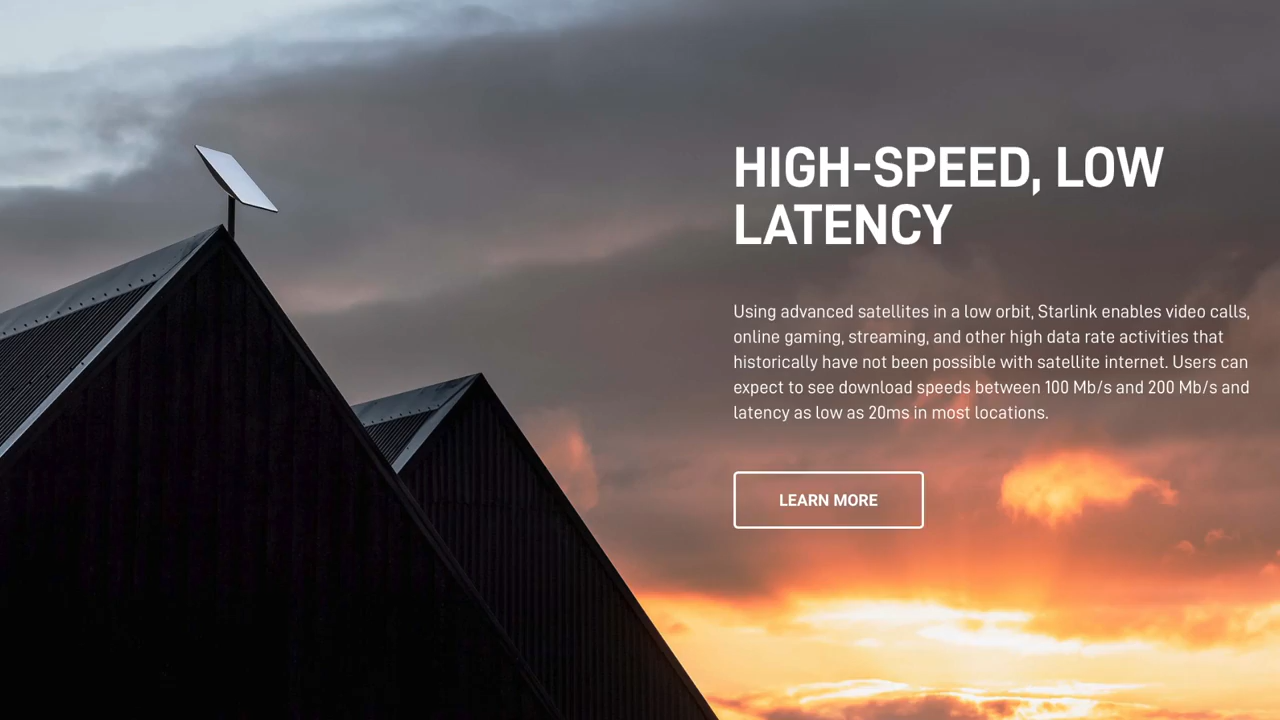 HIGH-SPEED, LOW
LATENCY
Using advanced satellites in a low orbit, Starlink enables video calls,
online gaming, streaming, and other high data rate activities that
historically have not been possible with satellite internet. Users can
expect to see download speeds between 100 Mb/s and 200 Mb/s and
latency as low as 20ms in most locations.
LEARN MORE